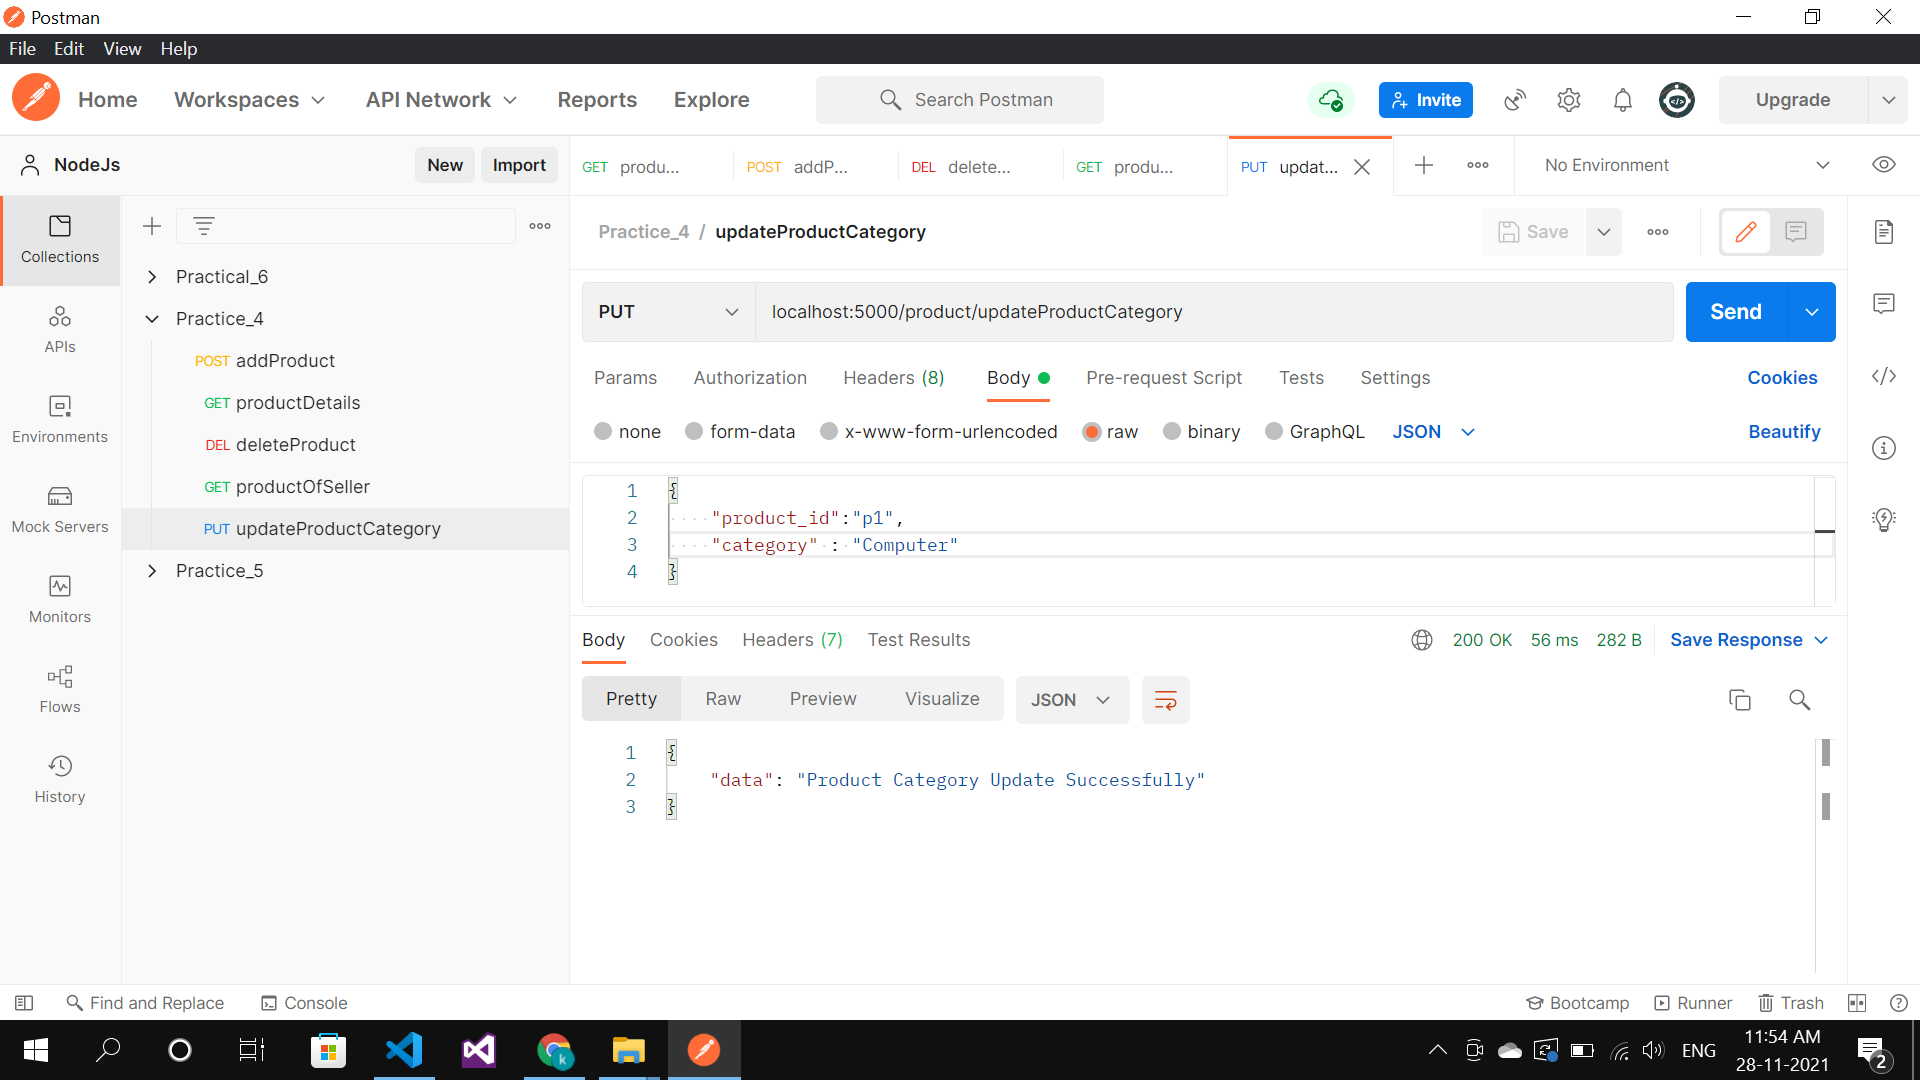 Postman
File Edit View Help
Home Workspaces API Network Reports Explore Search Postman Invite Upgrade
NodeJs New Import
GET produ... POST addP... DEL delete... GET produ... PUT updat... No Environment
Collections
APIs
Environments
Mock Servers
Monitors
Flows
History
Practical_6
Practice_4
POST addProduct
GET productDetails
DEL deleteProduct
GET productOfSeller
PUT updateProductCategory
Practice_5
Practice_4 / updateProductCategory Save
PUT localhost:5000/product/updateProductCategory Send
Params Authorization Headers (8) Body Pre-request Script Tests Settings Cookies
none form-data x-www-form-urlencoded raw binary GraphQL JSON Beautify
1 {
2 "product_id":"p1",
3 "category" : "Computer"
4 }
Body Cookies Headers (7) Test Results 200 OK 56 ms 282 B Save Response
Pretty Raw Preview Visualize JSON
1 {
2 "data": "Product Category Update Successfully"
3 }
Find and Replace Console Bootcamp Runner Trash
k ENG 11:54 AM
28-11-2021 2